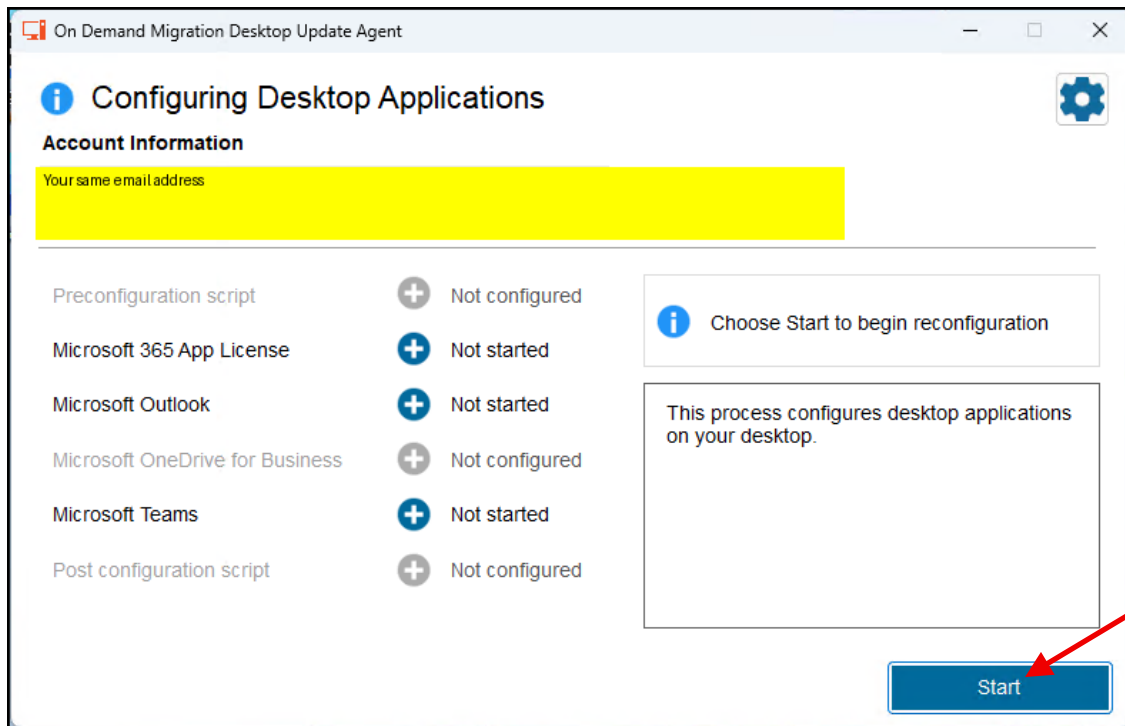 On Demand Migration Desktop Update Agent
Configuring Desktop Applications
Account Information
Your same email address
Preconfiguration script Not configured
Microsoft 365 App License Not started
Microsoft Outlook Not started
Microsoft OneDrive for Business Not configured
Microsoft Teams Not started
Post configuration script Not configured
Choose Start to begin reconfiguration
This process configures desktop applications
on your desktop.
Start